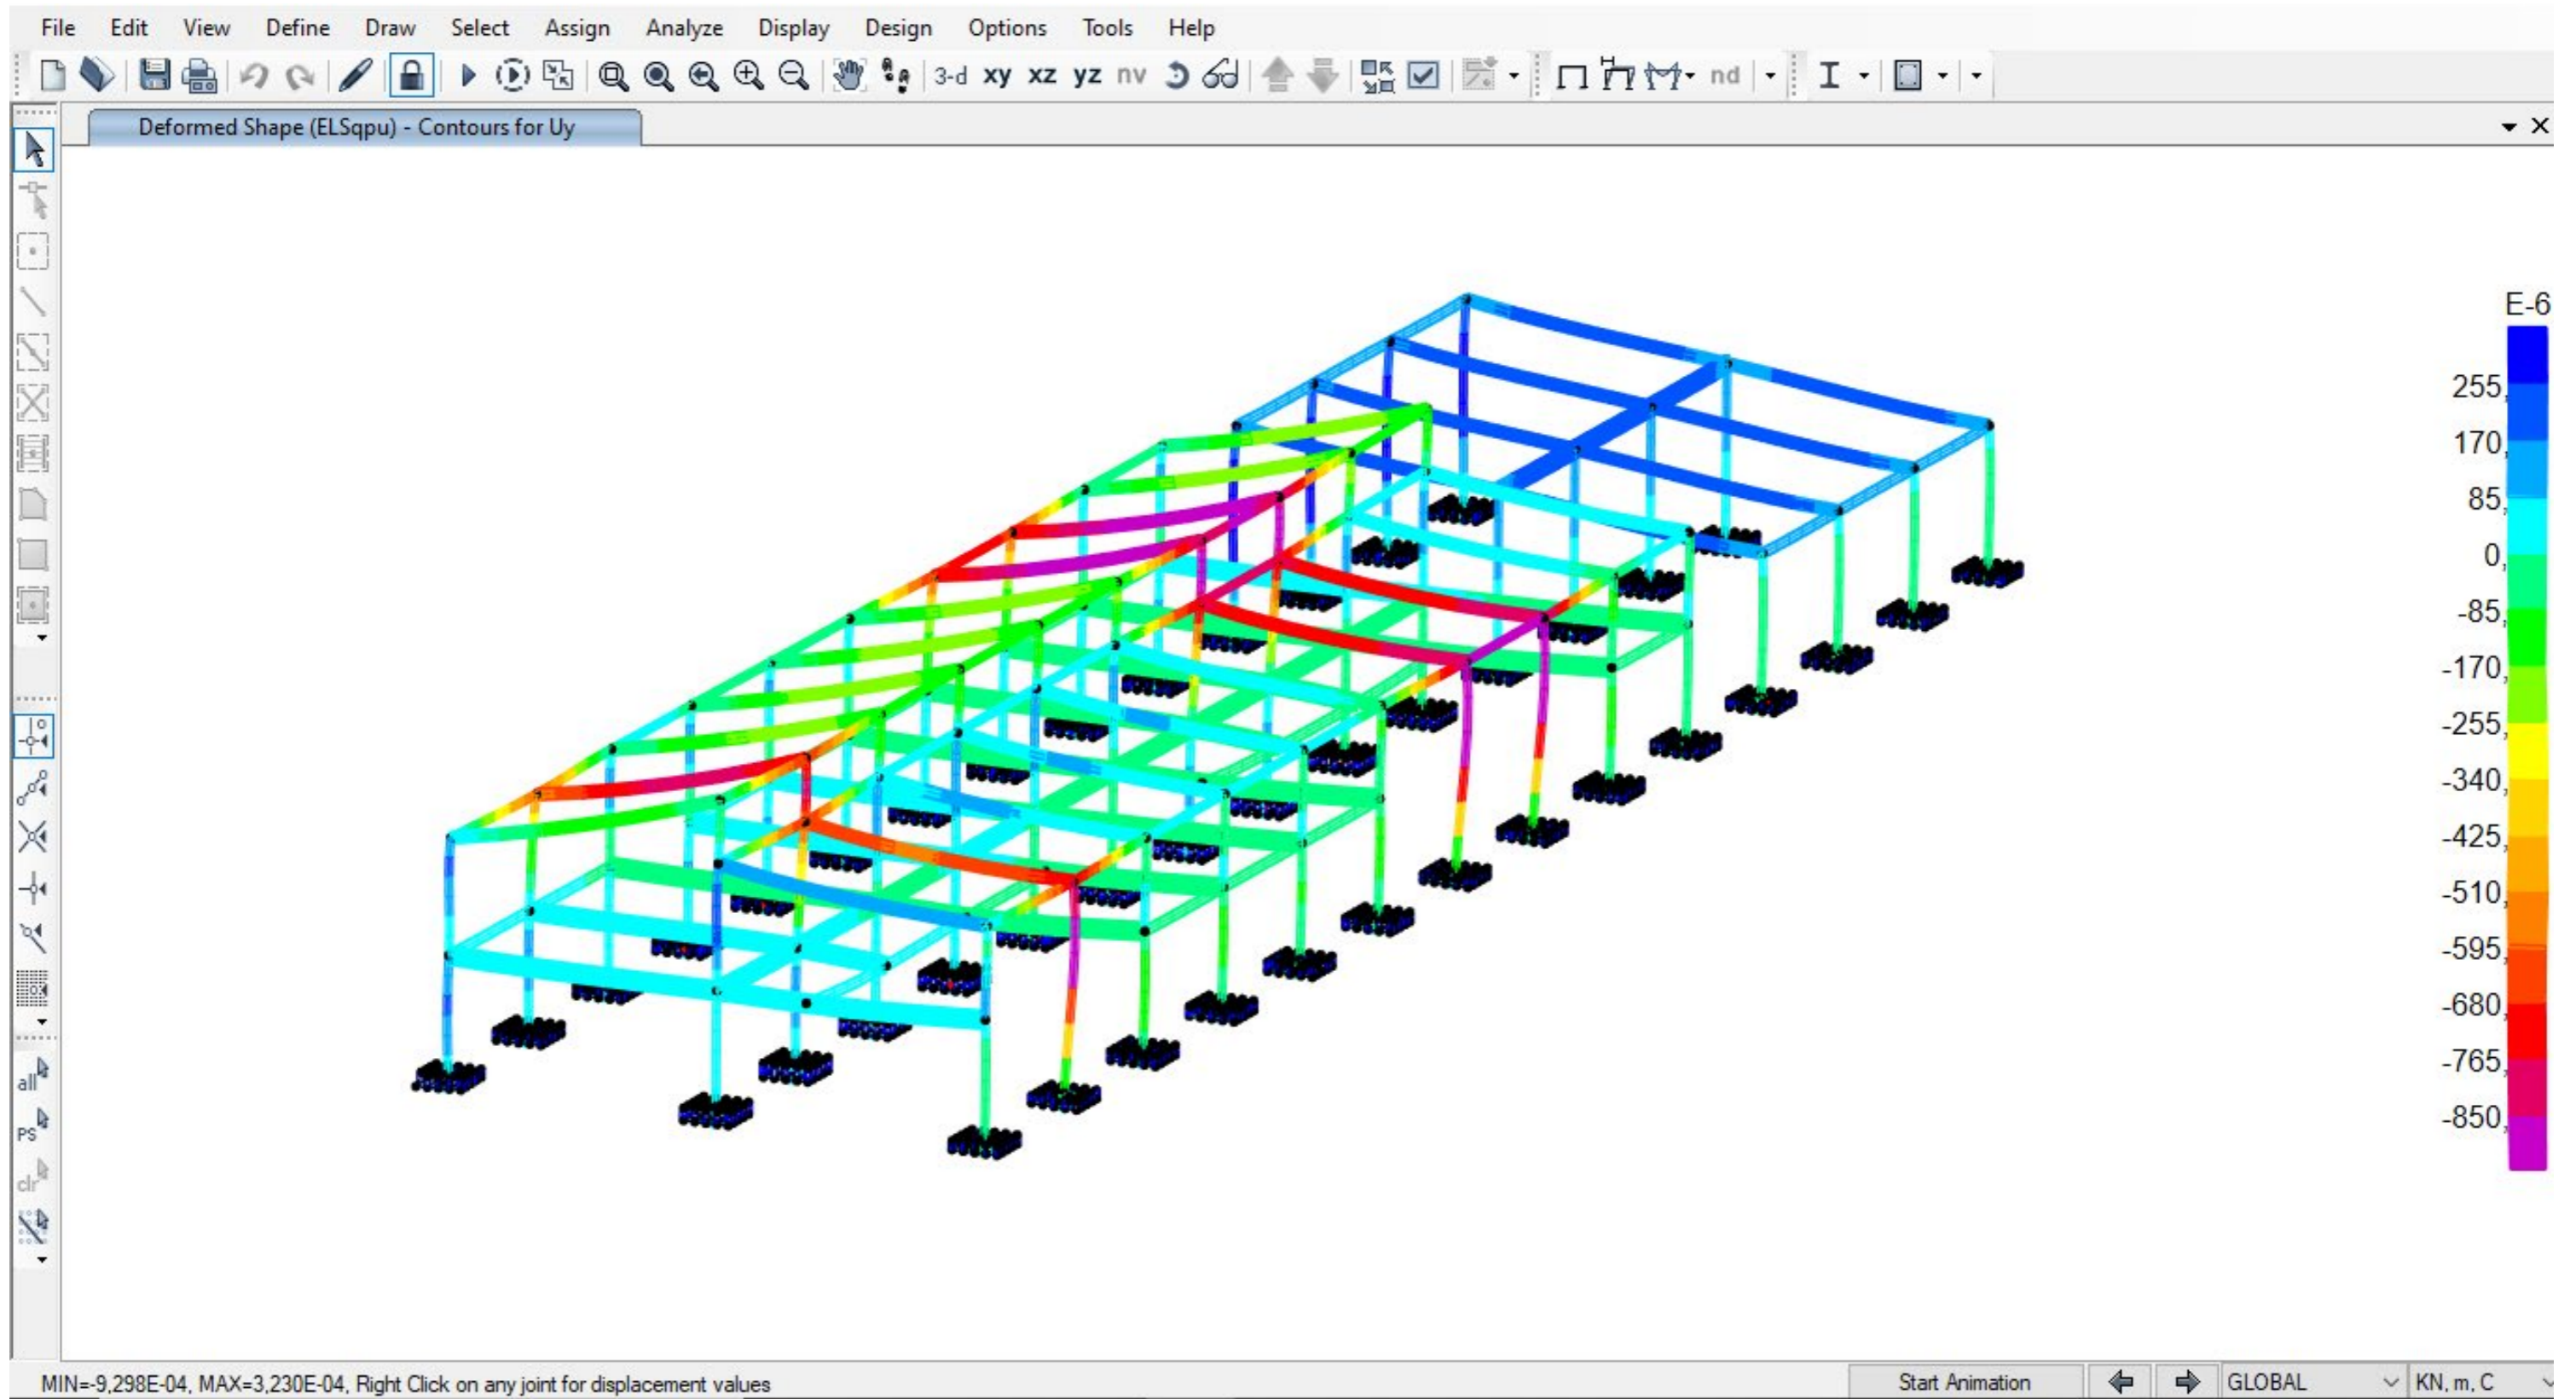 File Edit View Define Draw Select Assign Analyze Display Design Options Tools Help
3-d xy xz yz nv nd
Deformed Shape (ELSqpu) - Contours for Uy
E-6
255,
170,
85,
0,
-85,
-170,
-255,
-340,
-425,
-510,
-595,
-680,
-765,
-850,
all
PS
clr
MIN=-9,298E-04, MAX=3,230E-04, Right Click on any joint for displacement values
Start Animation GLOBAL KN, m, C